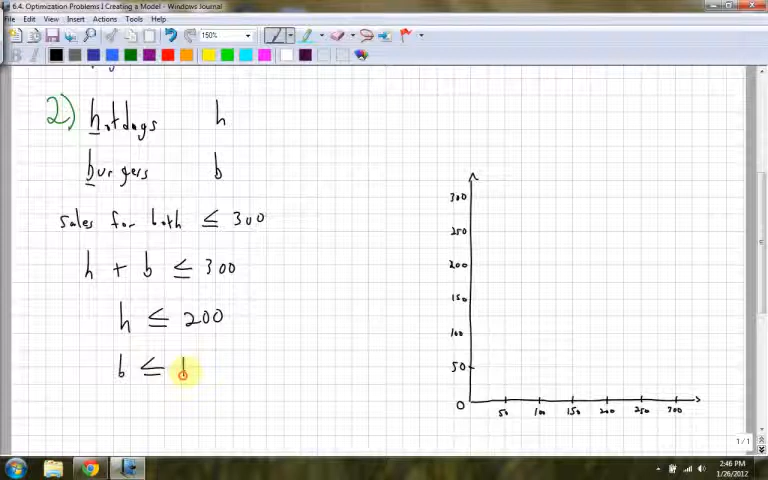 6.4. Optimization Problems I Creating a Model - Windows Journal
File Edit View Insert Actions Tools Help
150%
B I
2) hotdogs h
burgers b
sales for both ≤ 300
h + b ≤ 300
h ≤ 200
b ≤
300
250
200
150
100
50
0
50 100 150 200 250 300
1/1
2:46 PM
1/26/2012